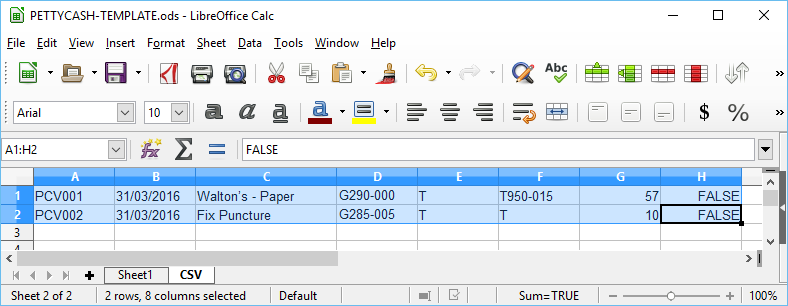 PETTYCASH-TEMPLATE.ods - LibreOffice Calc
File Edit View Insert Format Sheet Data Tools Window Help
Abc »
Arial 10 a a a a $ % »
A1:H2 fx Σ = FALSE
A B C D E F G H
1 PCV001 31/03/2016 Walton's - Paper G290-000 T T950-015 57 FALSE
2 PCV002 31/03/2016 Fix Puncture G285-005 T T 10 FALSE
3
4
Sheet1 CSV
Sheet 2 of 2 2 rows, 8 columns selected Default Sum=TRUE 100%